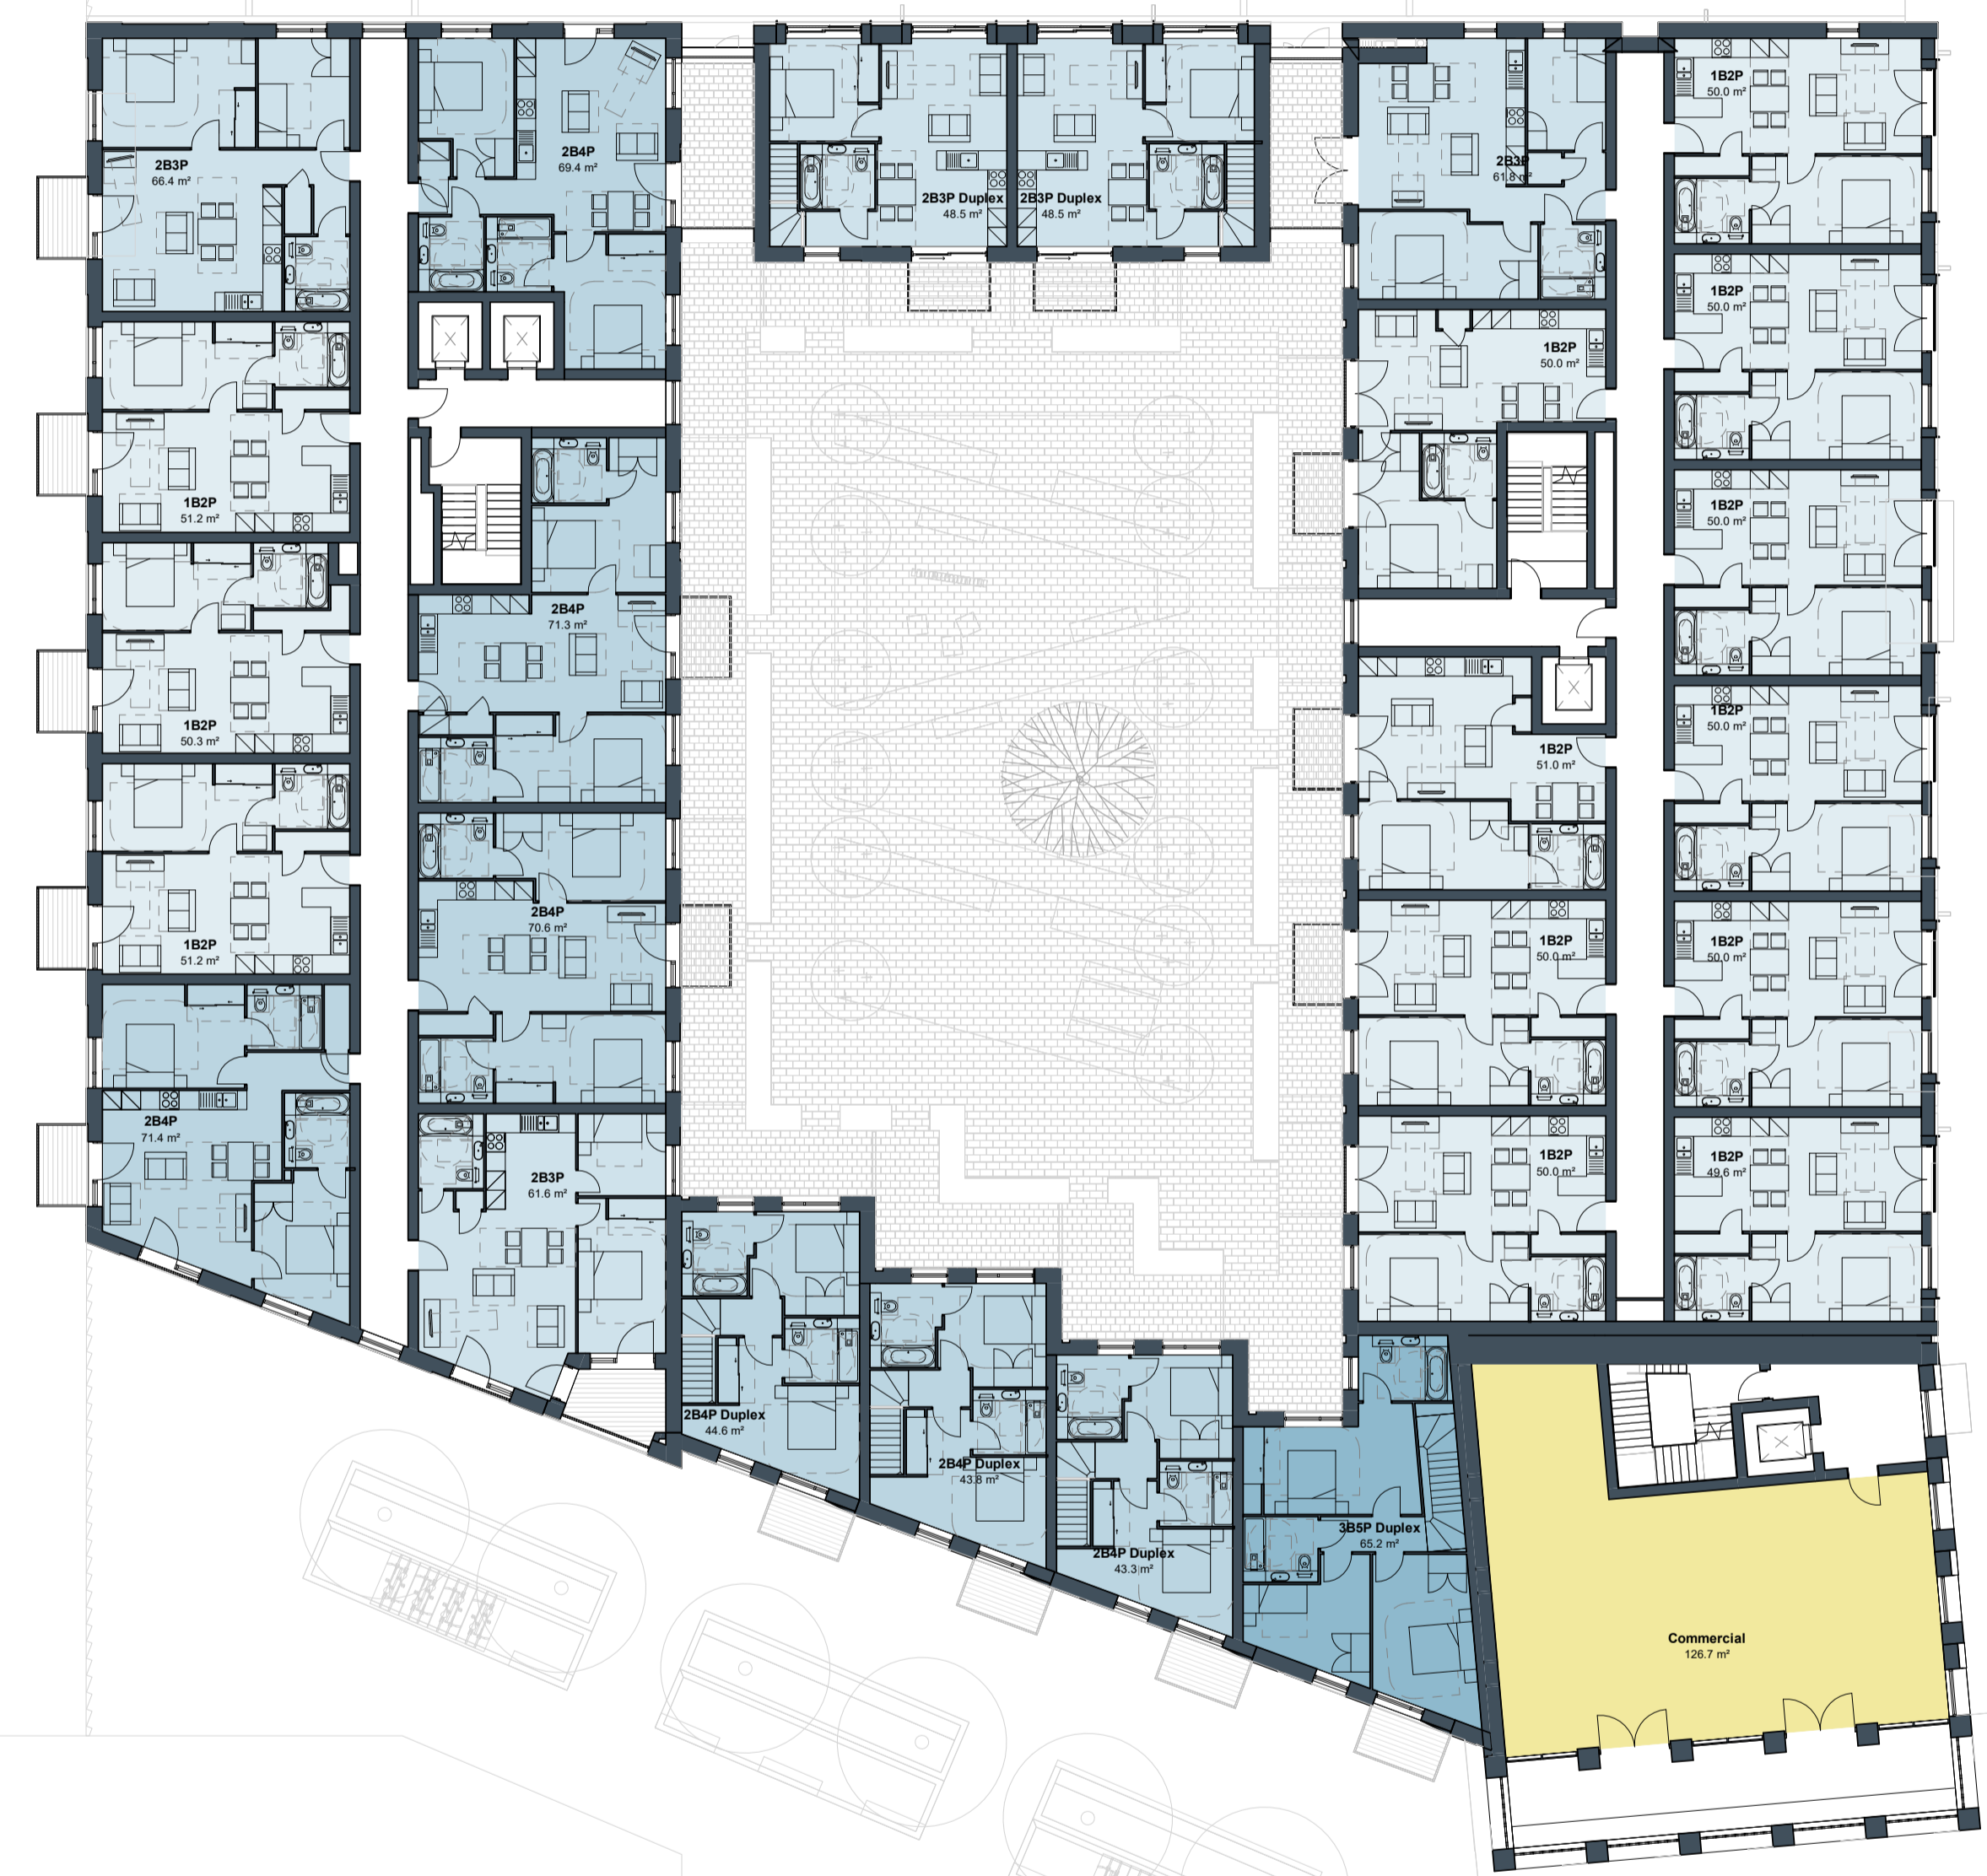 2B3P
66.4 m²
2B4P
69.4 m²
2B3P Duplex
48.5 m²
2B3P Duplex
48.5 m²
2B3P
61.8 m²
1B2P
50.0 m²
1B2P
50.0 m²
1B2P
50.0 m²
1B2P
51.2 m²
1B2P
50.0 m²
2B4P
71.3 m²
1B2P
50.3 m²
1B2P
51.0 m²
1B2P
50.0 m²
2B4P
70.6 m²
1B2P
51.2 m²
1B2P
50.0 m²
1B2P
50.0 m²
2B4P
71.4 m²
2B3P
61.6 m²
1B2P
50.0 m²
1B2P
49.6 m²
2B4P Duplex
44.6 m²
2B4P Duplex
43.8 m²
2B4P Duplex
43.3 m²
3B5P Duplex
65.2 m²
Commercial
126.7 m²